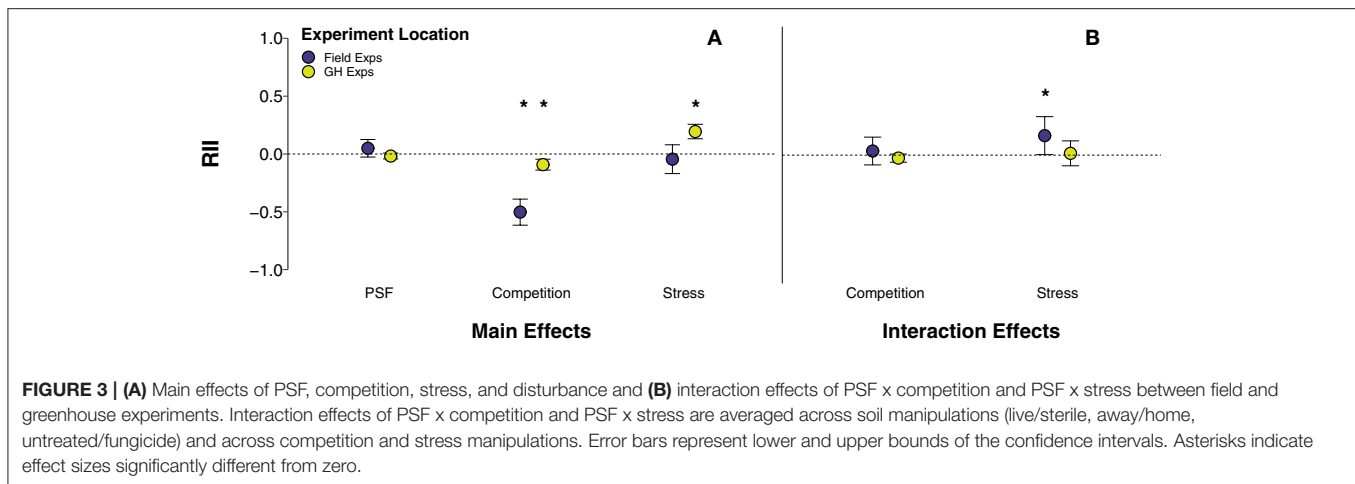 Experiment Location
Field Exps
GH Exps
A
B
RII
1.0
0.5
0.0
−0.5
−1.0
* *
*
*
PSF Competition Stress
Competition Stress
Main Effects
Interaction Effects
FIGURE 3 | (A) Main effects of PSF, competition, stress, and disturbance and (B) interaction effects of PSF x competition and PSF x stress between field and
greenhouse experiments. Interaction effects of PSF x competition and PSF x stress are averaged across soil manipulations (live/sterile, away/home,
untreated/fungicide) and across competition and stress manipulations. Error bars represent lower and upper bounds of the confidence intervals. Asterisks indicate
effect sizes significantly different from zero.